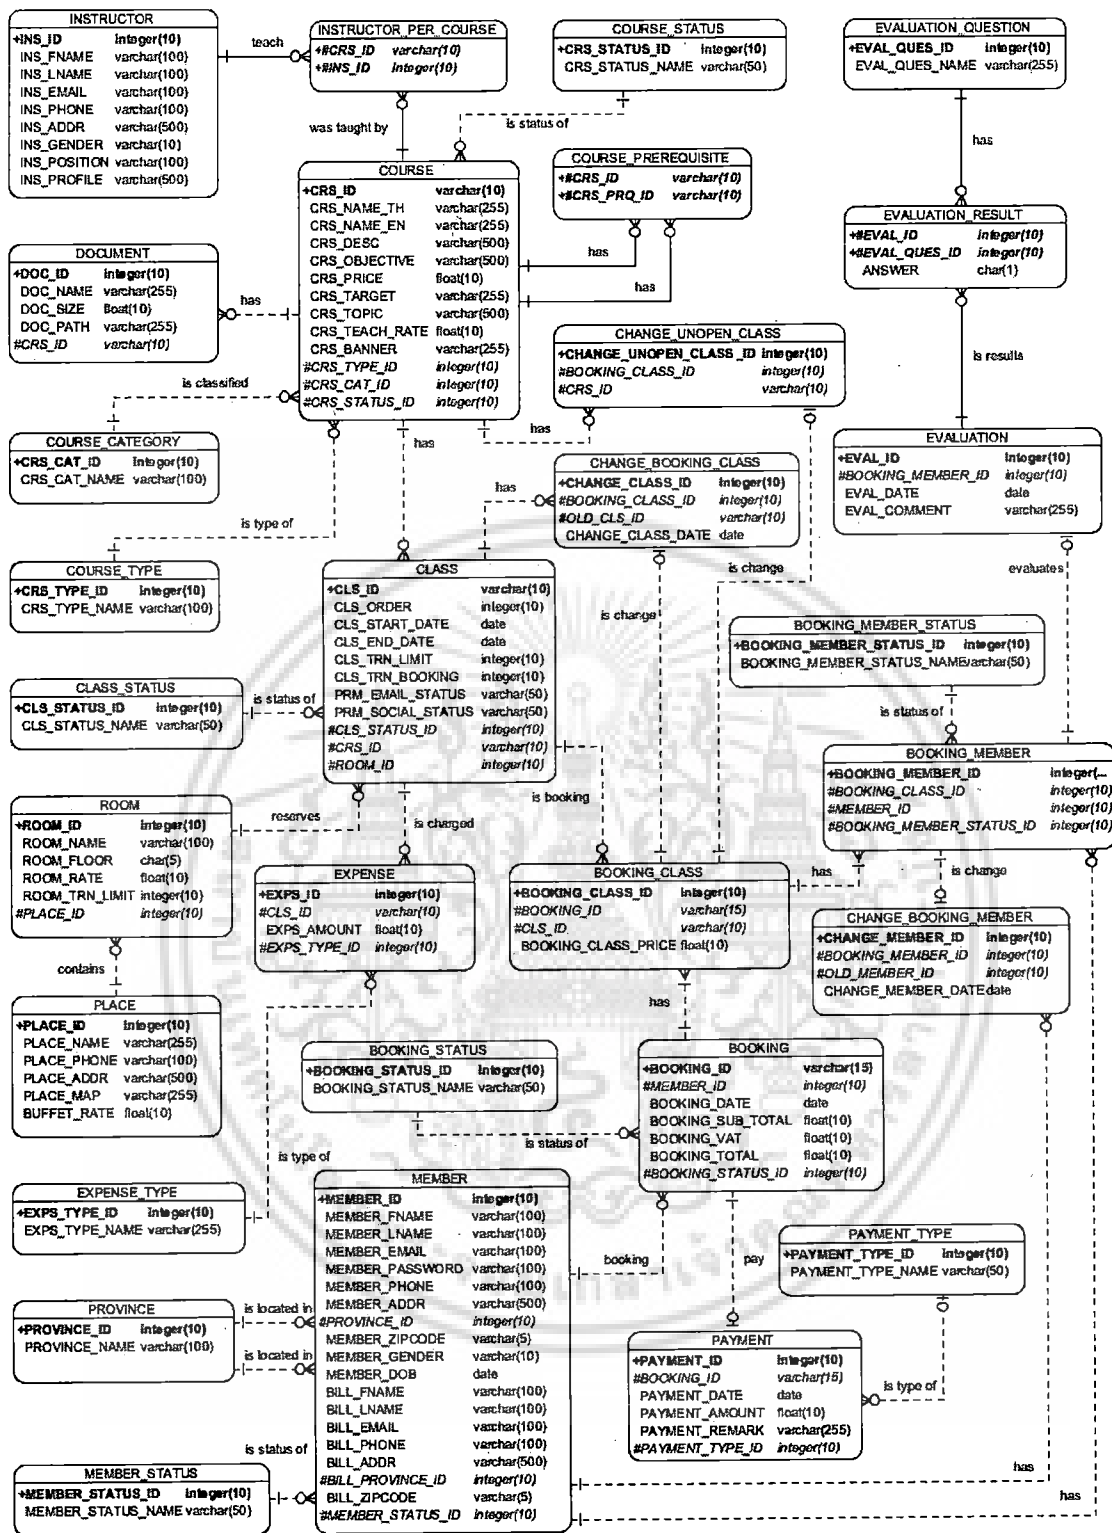 INSTRUCTOR
+INS_ID integer(10)
INS_FNAME varchar(100)
INS_LNAME varchar(100)
INS_EMAIL varchar(100)
INS_PHONE varchar(100)
INS_ADDR varchar(500)
INS_GENDER varchar(10)
INS_POSITION varchar(100)
INS_PROFILE varchar(500)
teach
INSTRUCTOR_PER_COURSE
+#CRS_ID varchar(10)
+#INS_ID integer(10)
was taught by
COURSE_STATUS
+CRS_STATUS_ID integer(10)
CRS_STATUS_NAME varchar(50)
is status of
EVALUATION_QUESTION
+EVAL_QUES_ID integer(10)
EVAL_QUES_NAME varchar(255)
has
COURSE
+CRS_ID varchar(10)
CRS_NAME_TH varchar(255)
CRS_NAME_EN varchar(255)
CRS_DESC varchar(500)
CRS_OBJECTIVE varchar(500)
CRS_PRICE float(10)
CRS_TARGET varchar(255)
CRS_TOPIC varchar(500)
CRS_TEACH_RATE float(10)
CRS_BANNER varchar(255)
#CRS_TYPE_ID integer(10)
#CRS_CAT_ID integer(10)
#CRS_STATUS_ID integer(10)
COURSE_PREREQUISITE
+#CRS_ID varchar(10)
+#CRS_PRQ_ID varchar(10)
has
has
EVALUATION_RESULT
+#EVAL_ID integer(10)
+#EVAL_QUES_ID integer(10)
ANSWER char(1)
is results
DOCUMENT
+DOC_ID integer(10)
DOC_NAME varchar(255)
DOC_SIZE float(10)
DOC_PATH varchar(255)
#CRS_ID varchar(10)
has
CHANGE_UNOPEN_CLASS
+CHANGE_UNOPEN_CLASS_ID integer(10)
#BOOKING_CLASS_ID integer(10)
#CRS_ID varchar(10)
has
is classified
COURSE_CATEGORY
+CRS_CAT_ID integer(10)
CRS_CAT_NAME varchar(100)
has
EVALUATION
+EVAL_ID integer(10)
#BOOKING_MEMBER_ID integer(10)
EVAL_DATE date
EVAL_COMMENT varchar(255)
evaluates
CHANGE_BOOKING_CLASS
+CHANGE_CLASS_ID integer(10)
#BOOKING_CLASS_ID integer(10)
#OLD_CLS_ID varchar(10)
CHANGE_CLASS_DATE date
has
is change
is change
is type of
COURSE_TYPE
+CRS_TYPE_ID integer(10)
CRS_TYPE_NAME varchar(100)
CLASS
+CLS_ID varchar(10)
CLS_ORDER integer(10)
CLS_START_DATE date
CLS_END_DATE date
CLS_TRN_LIMIT integer(10)
CLS_TRN_BOOKING integer(10)
PRM_EMAIL_STATUS varchar(50)
PRM_SOCIAL_STATUS varchar(50)
#CLS_STATUS_ID integer(10)
#CRS_ID varchar(10)
#ROOM_ID integer(10)
BOOKING_MEMBER_STATUS
+BOOKING_MEMBER_STATUS_ID integer(10)
BOOKING_MEMBER_STATUS_NAME varchar(50)
is status of
CLASS_STATUS
+CLS_STATUS_ID integer(10)
CLS_STATUS_NAME varchar(50)
is status of
BOOKING_MEMBER
+BOOKING_MEMBER_ID integer(...
#BOOKING_CLASS_ID integer(10)
#MEMBER_ID integer(10)
#BOOKING_MEMBER_STATUS_ID integer(10)
ROOM
+ROOM_ID integer(10)
ROOM_NAME varchar(100)
ROOM_FLOOR char(5)
ROOM_RATE float(10)
ROOM_TRN_LIMIT integer(10)
#PLACE_ID integer(10)
reserves
is charged
is booking
EXPENSE
+EXPS_ID integer(10)
#CLS_ID varchar(10)
EXPS_AMOUNT float(10)
#EXPS_TYPE_ID integer(10)
BOOKING_CLASS
+BOOKING_CLASS_ID integer(10)
#BOOKING_ID varchar(15)
#CLS_ID varchar(10)
BOOKING_CLASS_PRICE float(10)
has
is change
CHANGE_BOOKING_MEMBER
+CHANGE_MEMBER_ID integer(10)
#BOOKING_MEMBER_ID integer(10)
#OLD_MEMBER_ID integer(10)
CHANGE_MEMBER_DATE date
contains
PLACE
+PLACE_ID integer(10)
PLACE_NAME varchar(255)
PLACE_PHONE varchar(100)
PLACE_ADDR varchar(500)
PLACE_MAP varchar(255)
BUFFET_RATE float(10)
has
BOOKING_STATUS
+BOOKING_STATUS_ID integer(10)
BOOKING_STATUS_NAME varchar(50)
is status of
BOOKING
+BOOKING_ID varchar(15)
#MEMBER_ID integer(10)
BOOKING_DATE date
BOOKING_SUB_TOTAL float(10)
BOOKING_VAT float(10)
BOOKING_TOTAL float(10)
#BOOKING_STATUS_ID integer(10)
is type of
EXPENSE_TYPE
+EXPS_TYPE_ID integer(10)
EXPS_TYPE_NAME varchar(255)
MEMBER
+MEMBER_ID integer(10)
MEMBER_FNAME varchar(100)
MEMBER_LNAME varchar(100)
MEMBER_EMAIL varchar(100)
MEMBER_PASSWORD varchar(100)
MEMBER_PHONE varchar(100)
MEMBER_ADDR varchar(500)
#PROVINCE_ID integer(10)
MEMBER_ZIPCODE varchar(5)
MEMBER_GENDER varchar(10)
MEMBER_DOB date
BILL_FNAME varchar(100)
BILL_LNAME varchar(100)
BILL_EMAIL varchar(100)
BILL_PHONE varchar(100)
BILL_ADDR varchar(500)
#BILL_PROVINCE_ID integer(10)
BILL_ZIPCODE varchar(5)
#MEMBER_STATUS_ID integer(10)
booking
pay
PAYMENT_TYPE
+PAYMENT_TYPE_ID integer(10)
PAYMENT_TYPE_NAME varchar(50)
is type of
PROVINCE
+PROVINCE_ID integer(10)
PROVINCE_NAME varchar(100)
is located in
is located in
PAYMENT
+PAYMENT_ID integer(10)
#BOOKING_ID varchar(15)
PAYMENT_DATE date
PAYMENT_AMOUNT float(10)
PAYMENT_REMARK varchar(255)
#PAYMENT_TYPE_ID integer(10)
is status of
MEMBER_STATUS
+MEMBER_STATUS_ID integer(10)
MEMBER_STATUS_NAME varchar(50)
has
has